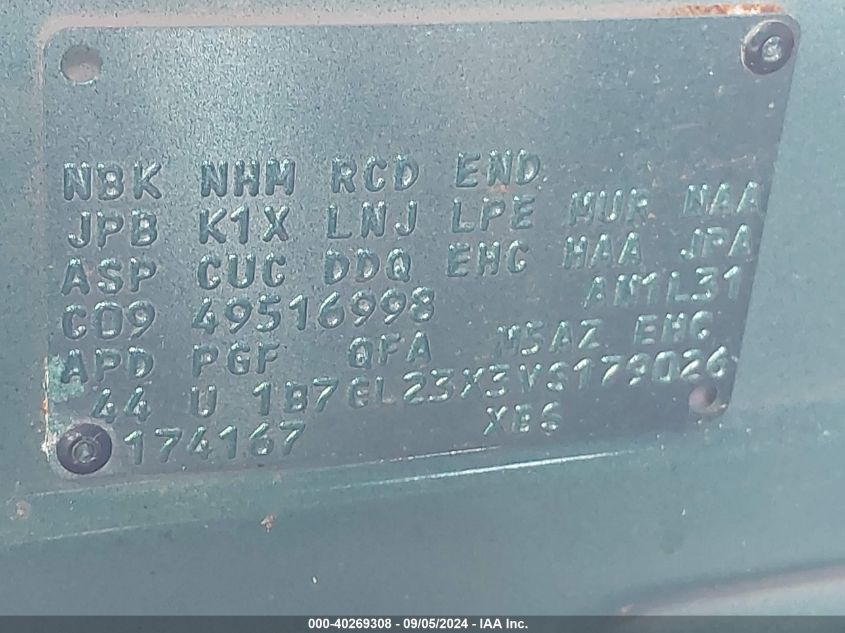 NBK NHM RCD END
JPB K1X LNJ LPE MUR NAA
ASP CUC DDQ EHC HAA JPA
C09 49516998 AN1L31
APD PGF QFA M5AZ EHC
44 U 1B7GL23X3VS179026
174167 XBS
000-40269308 - 09/05/2024 - IAA Inc.